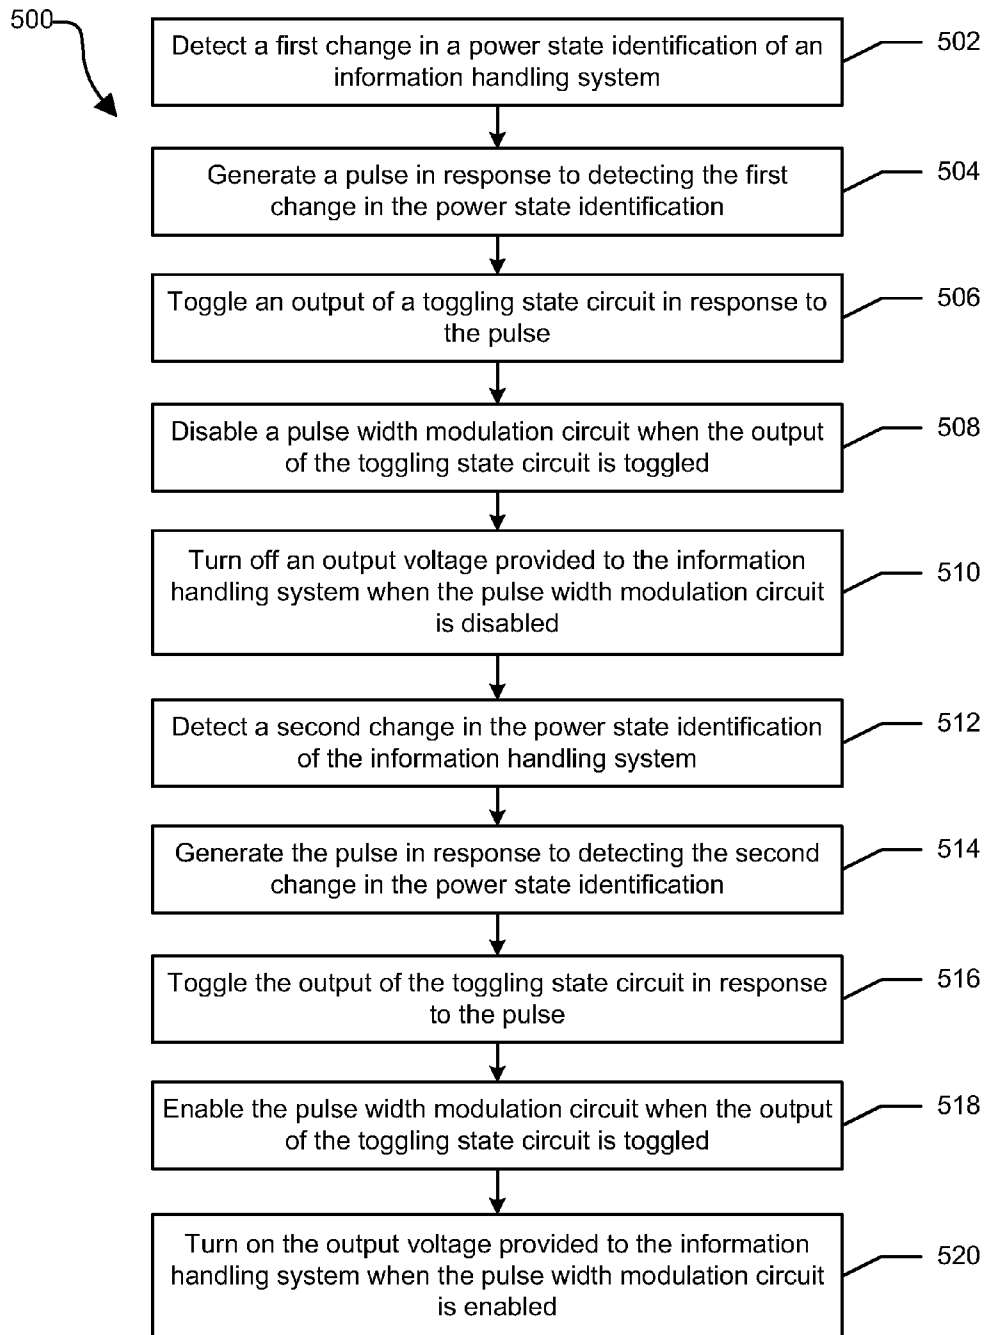 500
Detect a first change in a power state identification of an
information handling system
502
Generate a pulse in response to detecting the first
change in the power state identification
504
Toggle an output of a toggling state circuit in response to
the pulse
506
Disable a pulse width modulation circuit when the output
of the toggling state circuit is toggled
508
Turn off an output voltage provided to the information
handling system when the pulse width modulation circuit
is disabled
510
Detect a second change in the power state identification
of the information handling system
512
Generate the pulse in response to detecting the second
change in the power state identification
514
Toggle the output of the toggling state circuit in response
to the pulse
516
Enable the pulse width modulation circuit when the output
of the toggling state circuit is toggled
518
Turn on the output voltage provided to the information
handling system when the pulse width modulation circuit
is enabled
520